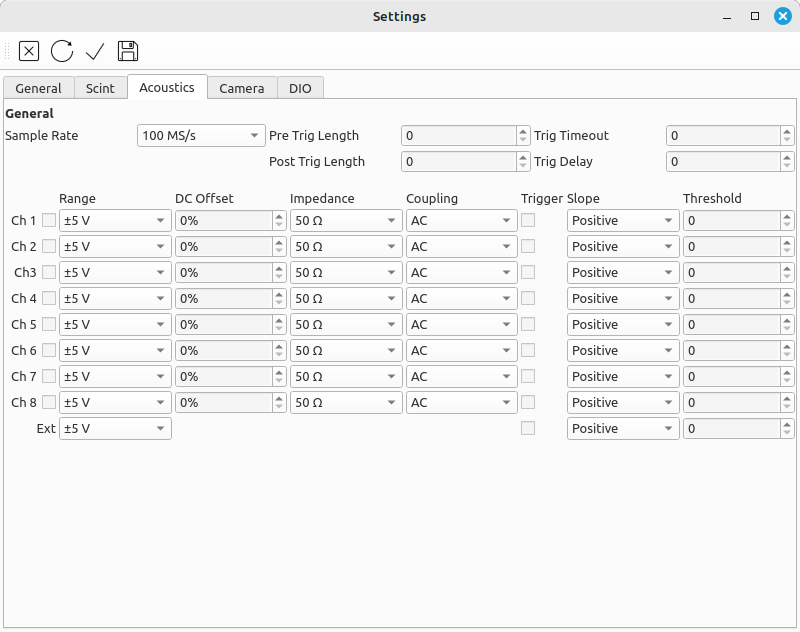 Settings
General Scint Acoustics Camera DIO
General
Sample Rate 100 MS/s Pre Trig Length 0 Trig Timeout 0
Post Trig Length 0 Trig Delay 0
Range DC Offset Impedance Coupling Trigger Slope Threshold
Ch 1 ±5 V 0% 50 Ω AC Positive 0
Ch 2 ±5 V 0% 50 Ω AC Positive 0
Ch3 ±5 V 0% 50 Ω AC Positive 0
Ch 4 ±5 V 0% 50 Ω AC Positive 0
Ch 5 ±5 V 0% 50 Ω AC Positive 0
Ch 6 ±5 V 0% 50 Ω AC Positive 0
Ch 7 ±5 V 0% 50 Ω AC Positive 0
Ch 8 ±5 V 0% 50 Ω AC Positive 0
Ext ±5 V Positive 0